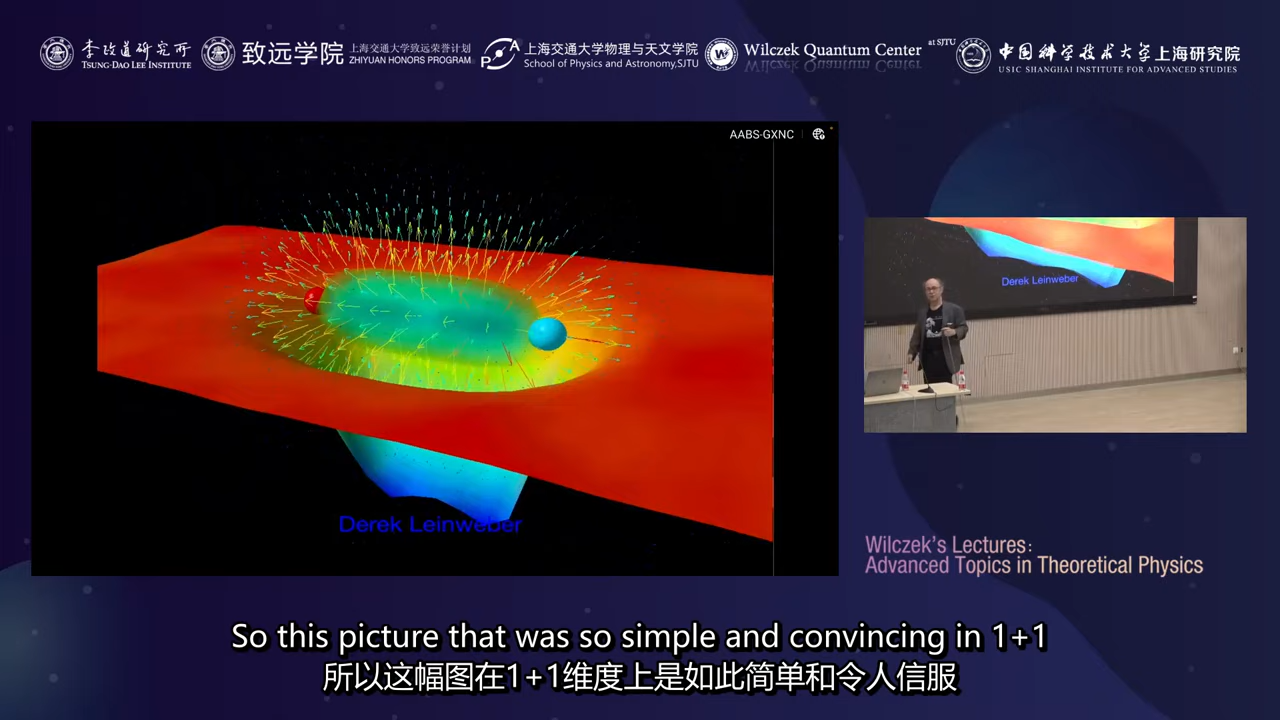 李政道研究所
TSUNG-DAO LEE INSTITUTE
致远学院
上海交通大学致远荣誉计划
ZHIYUAN HONORS PROGRAM
上海交通大学物理与天文学院
School of Physics and Astronomy,SJTU
Wilczek Quantum Center
at SJTU
中国科学技术大学上海研究院
USTC SHANGHAI INSTITUTE FOR ADVANCED STUDIES
AABS-GXNC
Derek Leinweber
Derek Leinweber
Wilczek's Lectures:
Advanced Topics in Theoretical Physics
So this picture that was so simple and convincing in 1+1
所以这幅图在1+1维度上是如此简单和令人信服